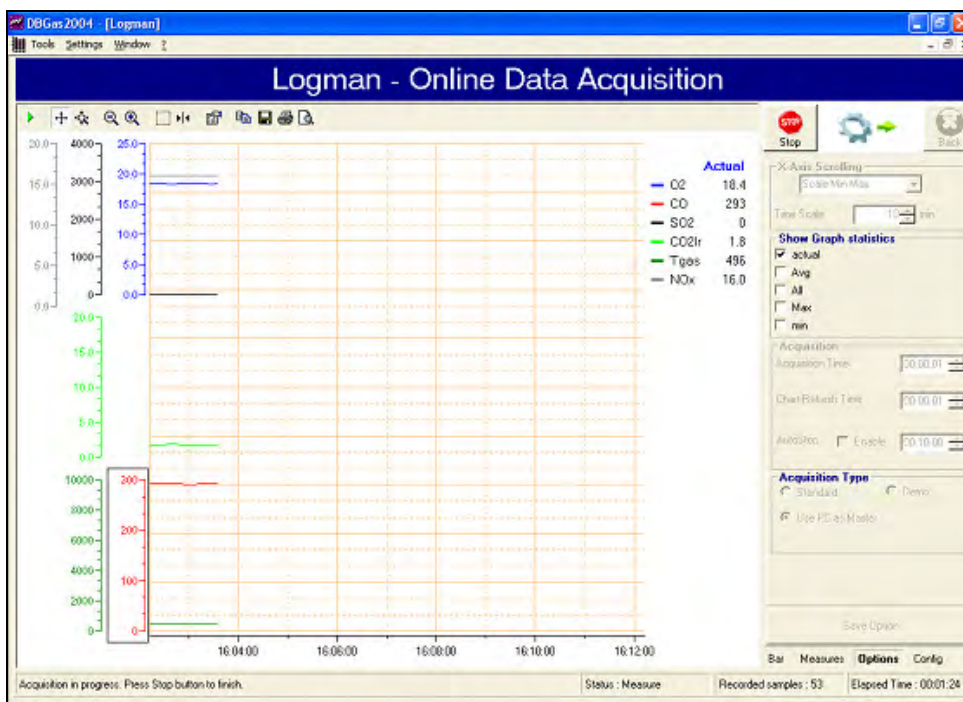 DBGas2004 - [Logman]
Tools Settings Window ?
Logman - Online Data Acquisition
Stop
Back
20.0 4000 25.0
20.0
15.0 3000
15.0
10.0 2000
10.0
5.0 1000
5.0
0.0 0 0.0
Actual
O2 18.4
CO 293
SO2 0
CO2Ir 1.8
Tgas 496
NOx 16.0
20.0
15.0
10.0
5.0
0.0
10000 300
8000
200
6000
4000
100
2000
0 0
16:04:00 16:06:00 16:08:00 16:10:00 16:12:00
X-Axis Scrolling
Scale Min Max
Time Scale 10 min
Show Graph statistics
actual
Avg
All
Max
min
Acquisition
Acquisition Time 00:00:01
Chart Refresh Time 00:00:01
AutoStop Enable 00:10:00
Acquisition Type
Standard Demo
Use PC as Master
Save Option
Bar Measures Options Config
Acquisition in progress. Press Stop button to finish. Status : Measure Recorded samples : 53 Elapsed Time : 00:01:24